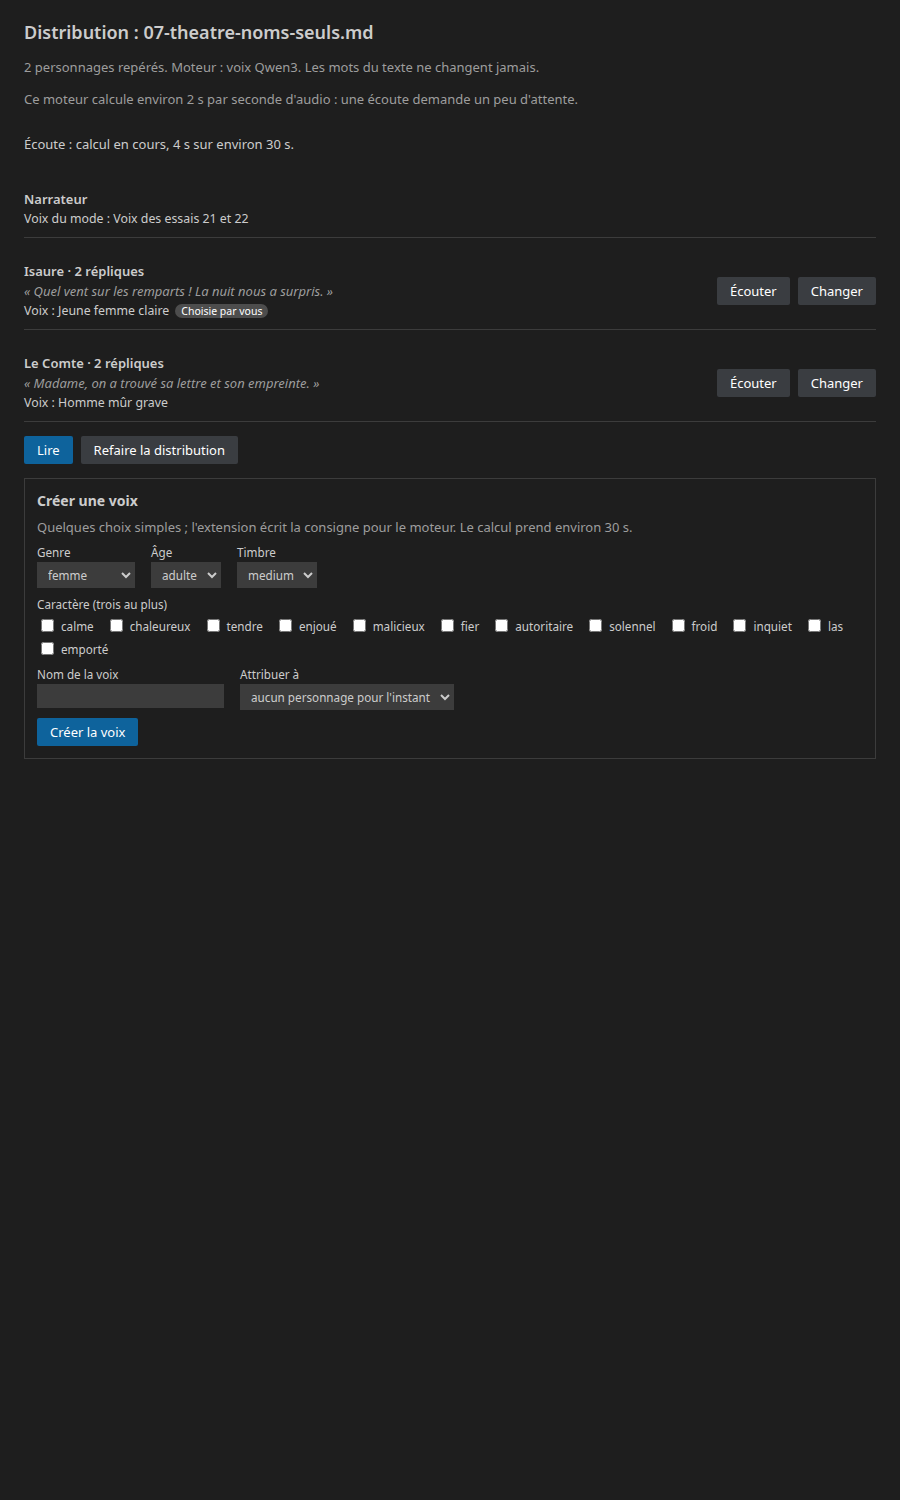 Distribution : 07-theatre-noms-seuls.md
2 personnages repérés. Moteur : voix Qwen3. Les mots du texte ne changent jamais.
Ce moteur calcule environ 2 s par seconde d'audio : une écoute demande un peu d'attente.
Écoute : calcul en cours, 4 s sur environ 30 s.
Narrateur
Voix du mode : Voix des essais 21 et 22
Isaure · 2 répliques
« Quel vent sur les remparts ! La nuit nous a surpris. »
Voix : Jeune femme claire Choisie par vous
Écouter Changer
Le Comte · 2 répliques
« Madame, on a trouvé sa lettre et son empreinte. »
Voix : Homme mûr grave
Écouter Changer
Lire Refaire la distribution
Créer une voix
Quelques choix simples ; l'extension écrit la consigne pour le moteur. Le calcul prend environ 30 s.
Genre Âge Timbre
femme adulte medium
Caractère (trois au plus)
calme chaleureux tendre enjoué malicieux fier autoritaire solennel froid inquiet las
emporté
Nom de la voix Attribuer à
aucun personnage pour l'instant
Créer la voix